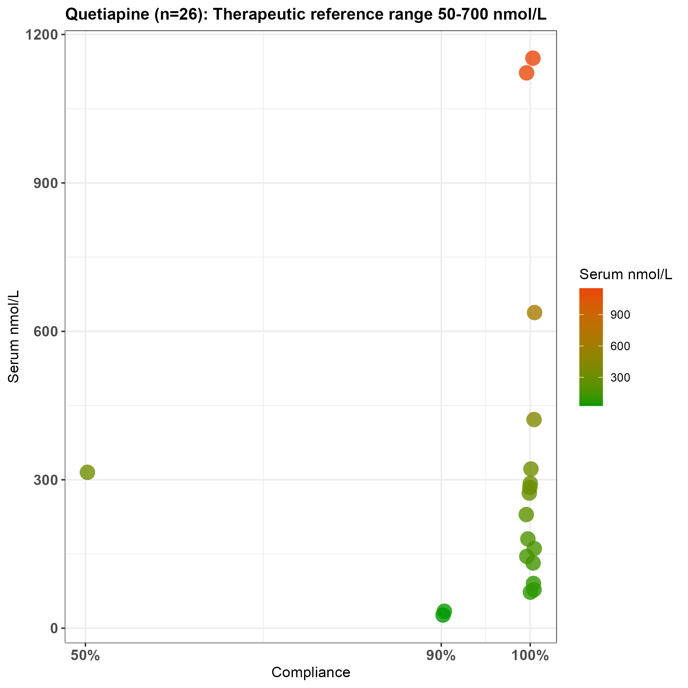 Quetiapine (n=26): Therapeutic reference range 50-700 nmol/L
1200
900
600
300
0
Serum nmol/L
50%
90%
100%
Compliance
Serum nmol/L
900
600
300